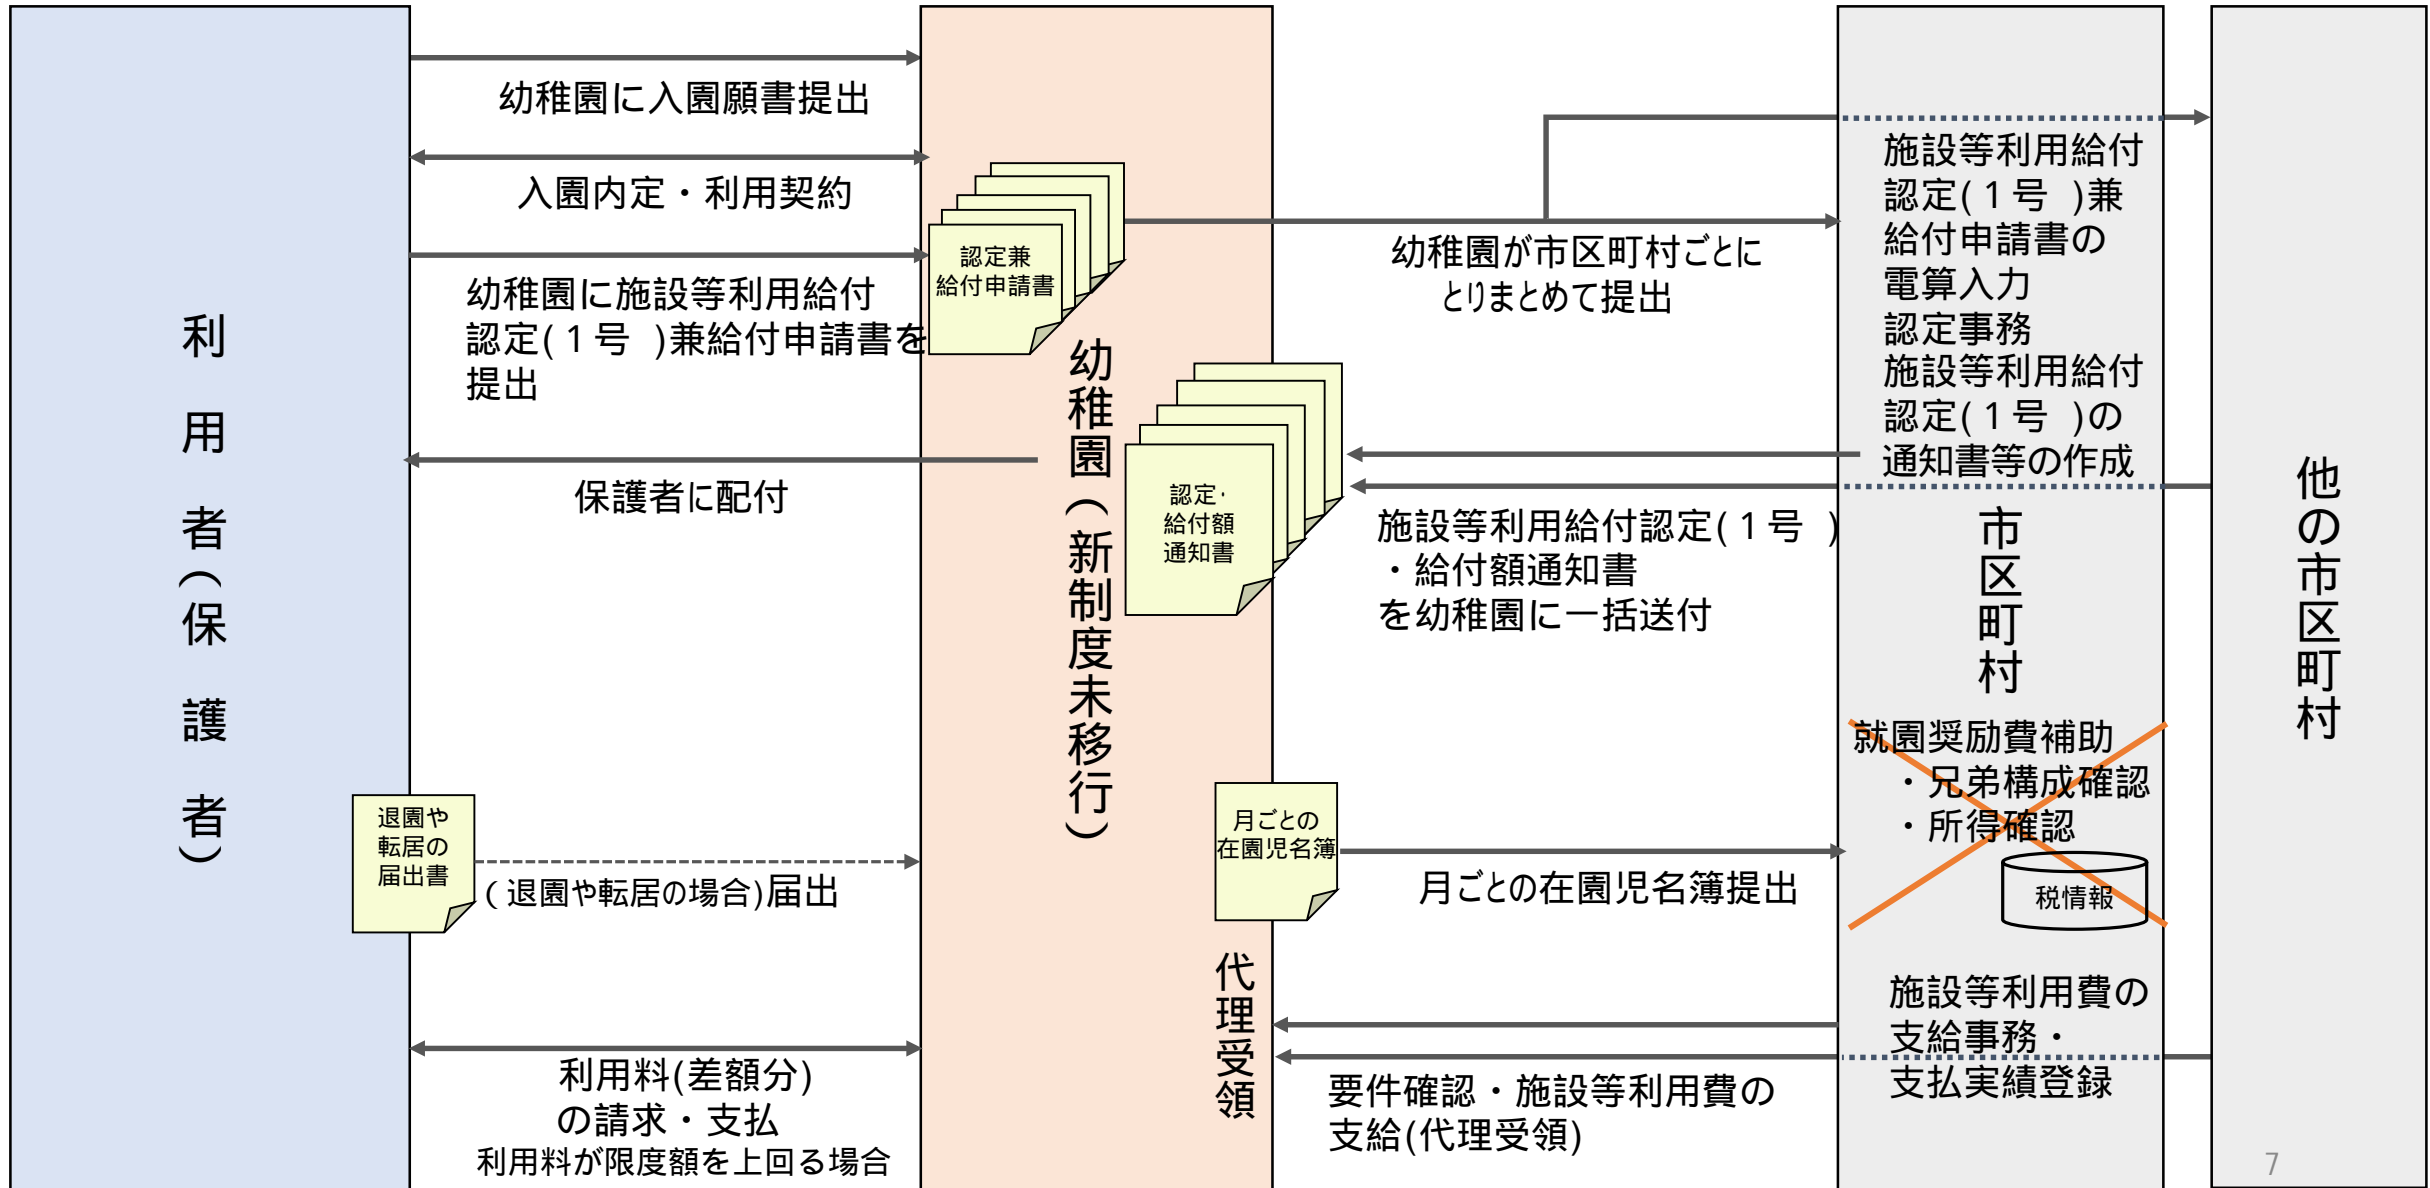 利用者(保護者)
幼稚園に入園願書提出
入園内定・利用契約
幼稚園に施設等利用給付
認定(1号 )兼給付申請書を
提出
保護者に配付
退園や
転居の
届出書
(退園や転居の場合)届出
利用料(差額分)
の請求・支払
利用料が限度額を上回る場合
認定兼
給付申請書
幼稚園(新制度未移行)
認定・
給付額
通知書
月ごとの
在園児名簿
代理受領
幼稚園が市区町村ごとに
とりまとめて提出
施設等利用給付認定(1号 )
・給付額通知書
を幼稚園に一括送付
月ごとの在園児名簿提出
要件確認・施設等利用費の
支給(代理受領)
施設等利用給付
認定(1号 )兼
給付申請書の
電算入力
認定事務
施設等利用給付
認定(1号 )の
通知書等の作成
市区町村
就園奨励費補助
・兄弟構成確認
・所得確認
税情報
施設等利用費の
支給事務・
支払実績登録
他の市区町村
7